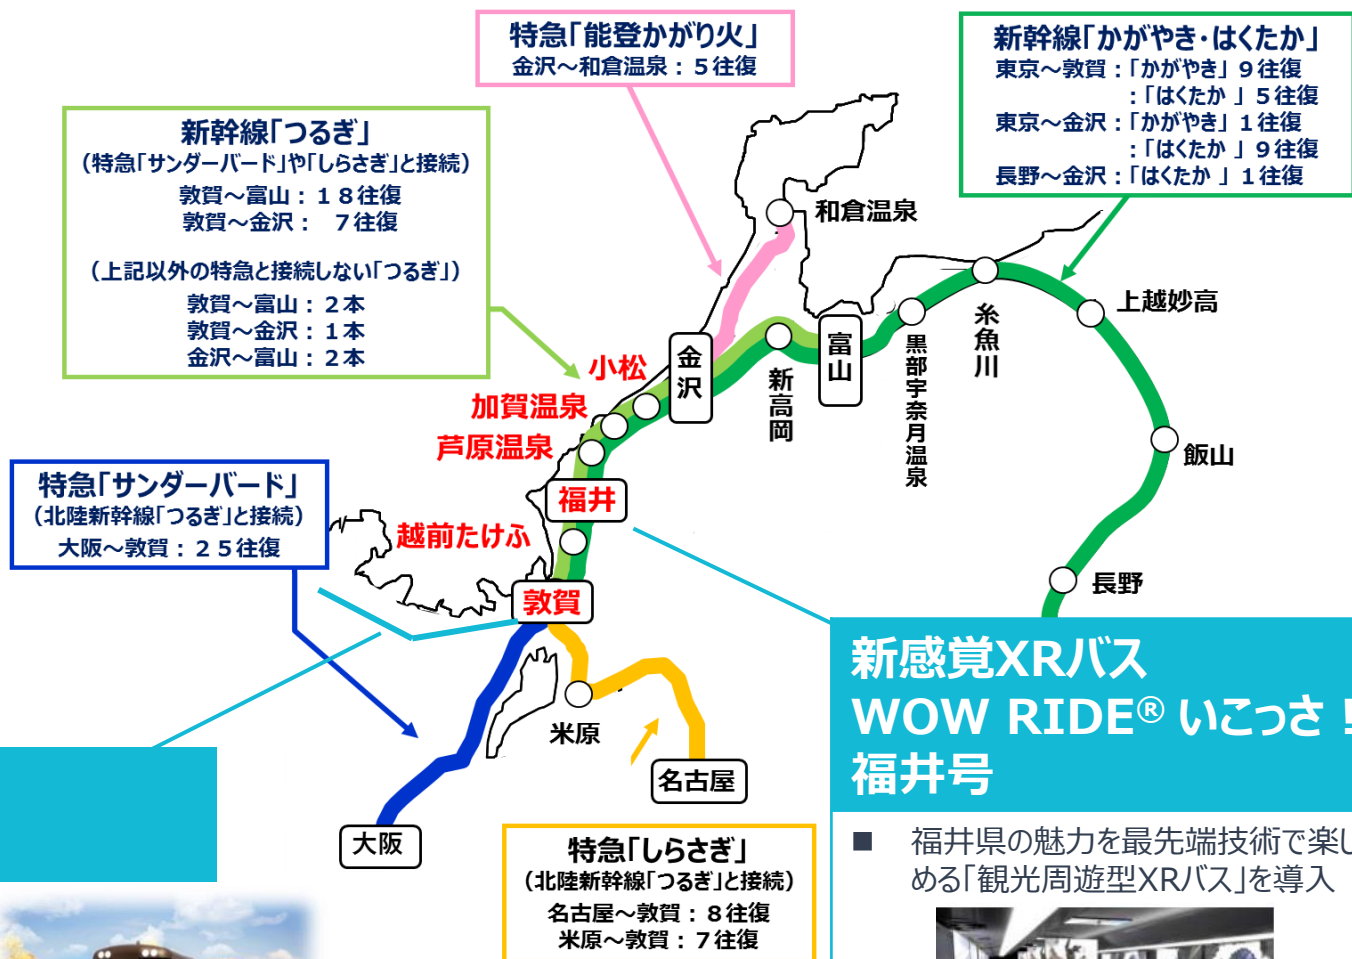 特急「能登かがり火」
金沢～和倉温泉：５往復
新幹線「かがやき・はくたか」
東京～敦賀：「かがやき」９往復
：「はくたか 」５往復
東京～金沢：「かがやき」１往復
：「はくたか 」９往復
長野～金沢：「はくたか 」１往復
新幹線「つるぎ」
（特急「サンダーバード」や「しらさぎ」と接続）
敦賀～富山：１８往復
敦賀～金沢： ７往復
（上記以外の特急と接続しない「つるぎ」）
敦賀～富山：２本
敦賀～金沢：１本
金沢～富山：２本
和倉温泉
上越妙高
糸魚川
黒部宇奈月温泉
富山
新高岡
金沢
小松
加賀温泉
芦原温泉
飯山
福井
越前たけふ
長野
敦賀
特急「サンダーバード」
（北陸新幹線「つるぎ」と接続）
大阪～敦賀：２５往復
米原
名古屋
大阪
特急「しらさぎ」
（北陸新幹線「つるぎ」と接続）
名古屋～敦賀：８往復
米原～敦賀：７往復
新感覚XRバス
WOW RIDE® いこっさ！
福井号
■ 福井県の魅力を最先端技術で楽し
める「観光周遊型XRバス」を導入